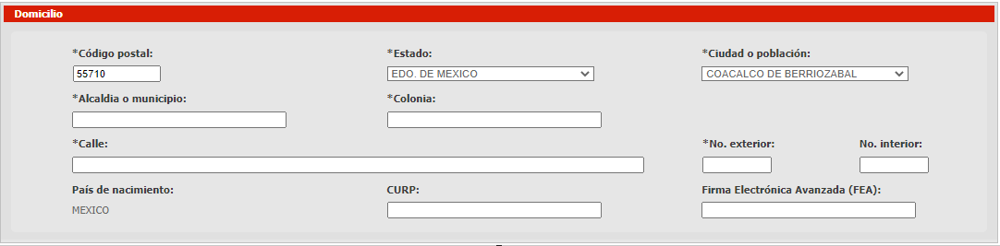 Domicilio
*Código postal: *Estado: *Ciudad o población:
55710 EDO. DE MEXICO COACALCO DE BERRIOZABAL
*Alcaldia o municipio: *Colonia:
*Calle: *No. exterior: No. interior:
País de nacimiento: CURP: Firma Electrónica Avanzada (FEA):
MEXICO